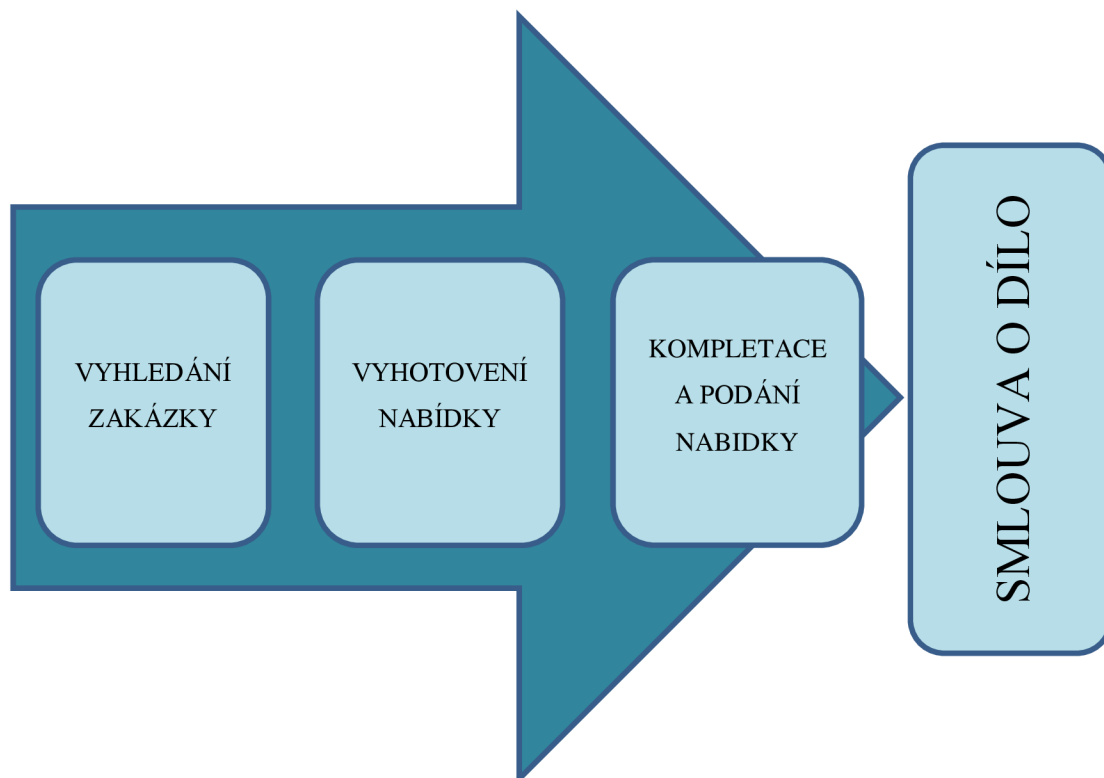 VYHLEDÁNÍ
ZAKÁZKY
VYHOTOVENÍ
NABÍDKY
KOMPLETACE
A PODÁNÍ
NABIDKY
SMLOUVA O DÍLO